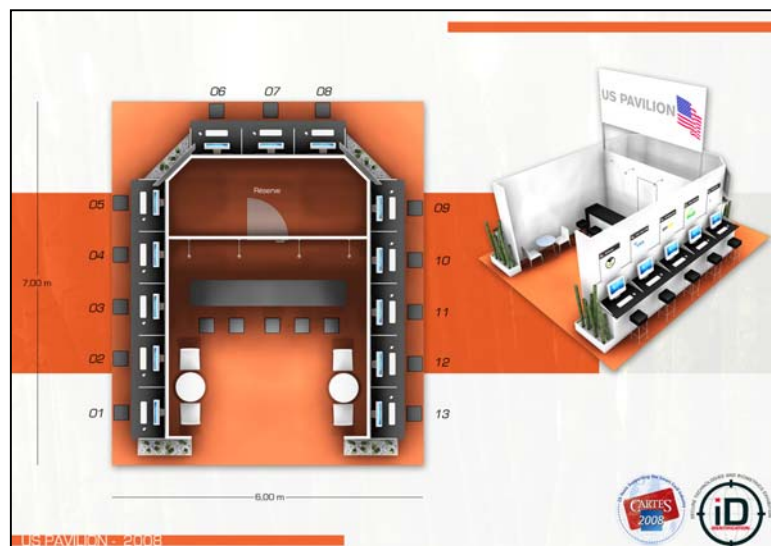 06 07 08
05
04
03
02
01
09
10
11
12
13
Réserve
7,00 m
6,00 m
US PAVILION
CARTES
2008
iD
IDENTIFICATION
US PAVILION - 2008